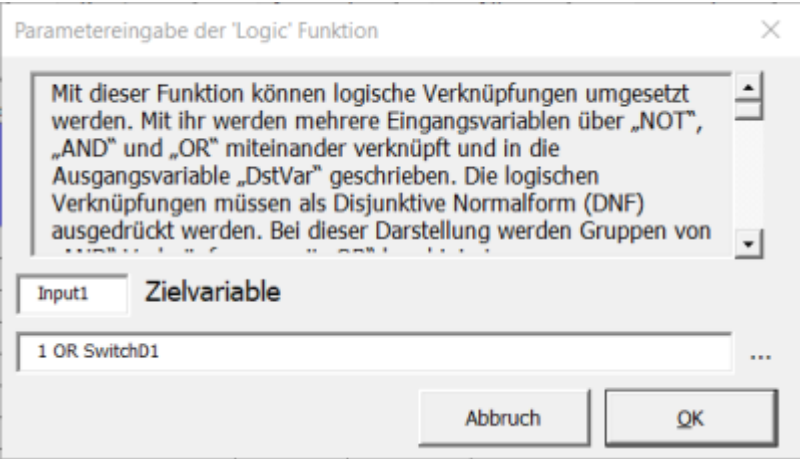 Parametereingabe der 'Logic' Funktion
Mit dieser Funktion können logische Verknüpfungen umgesetzt
werden. Mit ihr werden mehrere Eingangsvariablen über „NOT“,
„AND“ und „OR“ miteinander verknüpft und in die
Ausgangsvariable „DstVar“ geschrieben. Die logischen
Verknüpfungen müssen als Disjunktive Normalform (DNF)
ausgedrückt werden. Bei dieser Darstellung werden Gruppen von
Input1 Zielvariable
1 OR SwitchD1
...
Abbruch OK